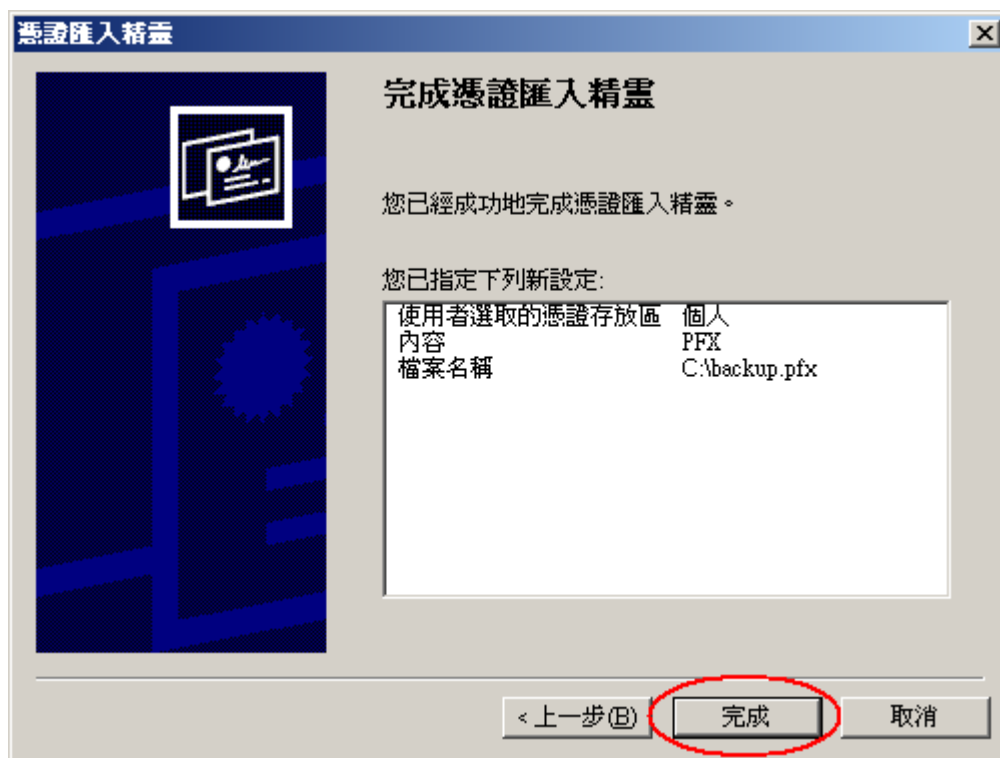 憑證匯入精靈
完成憑證匯入精靈
您已經成功地完成憑證匯入精靈。
您已指定下列新設定:
使用者選取的憑證存放區 個人
內容 PFX
檔案名稱 C:\backup.pfx
<上一步(B) 完成 取消